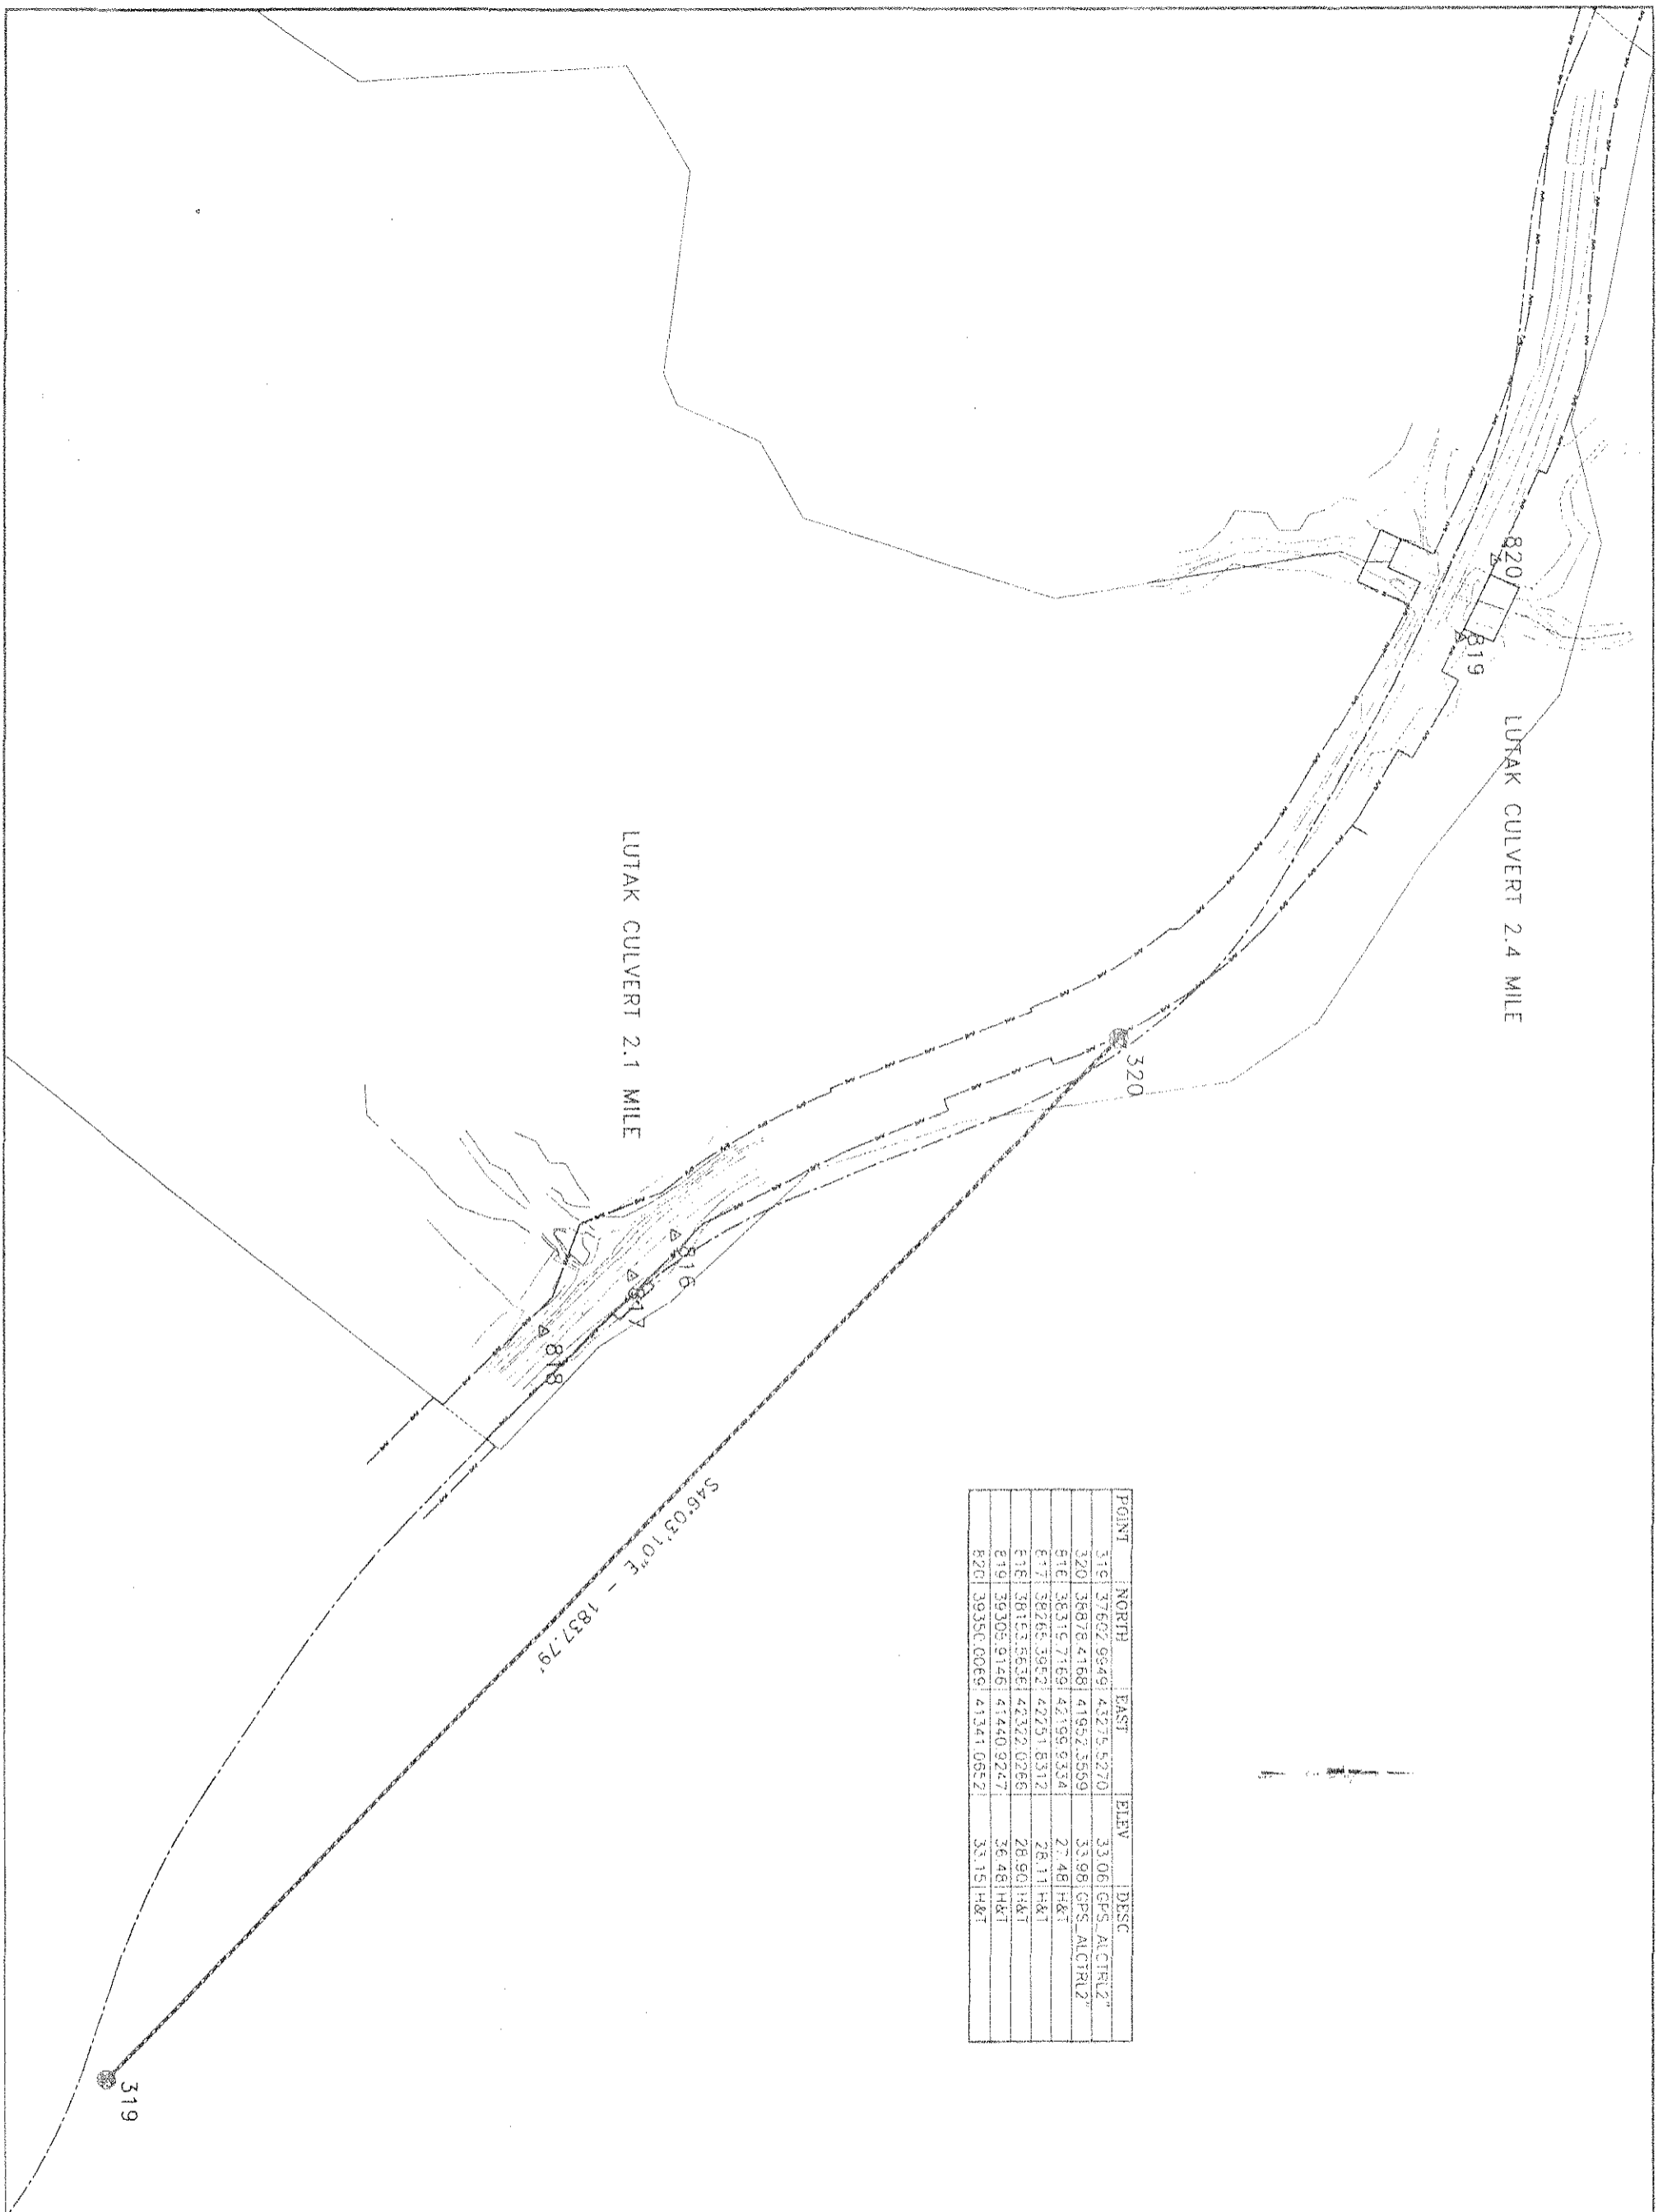 LUTAK CULVERT 2.4 MILE
820
819
320
LUTAK CULVERT 2.1 MILE
816
817
818
S46°03'10"E - 1837.79'
319
POINT NORTH EAST ELEV DESC
319 37602.9949 43275.5270 33.06 GPS_ALCTRL2"
320 38878.4168 41952.3559 33.98 GPS_ALCTRL2"
816 38319.7169 42199.9334 27.48 H&T
817 38265.3952 42251.8312 28.11 H&T
818 38153.5636 42322.0266 28.90 H&T
819 39305.9146 41440.9247 36.48 H&T
820 39350.0069 41341.0652 33.15 H&T